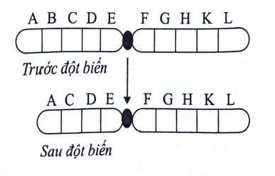 A B C D E F G H K L
Trước đột biến
A C D E F G H K L
Sau đột biến